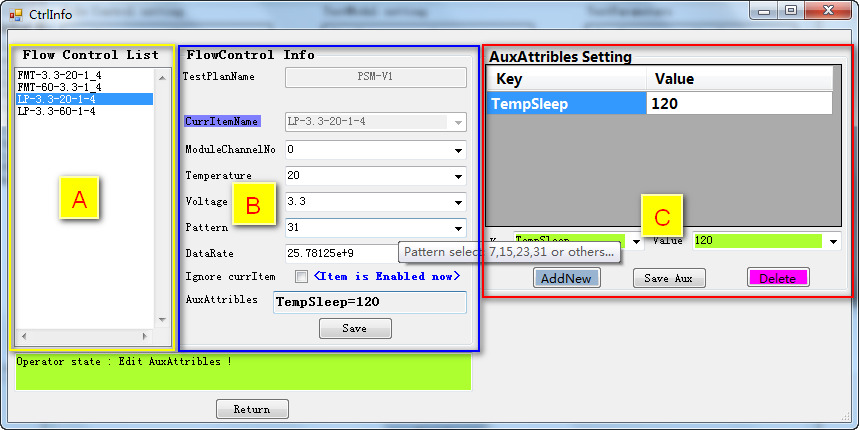 CtrlInfo
Flow Control List
FMT-3.3-20-1_4
FMT-60-3.3-1_4
LP-3.3-20-1-4
LP-3.3-60-1-4
A
FlowControl Info
TestPlanName PSM-V1
CurrItemName LP-3.3-20-1-4
ModuleChannelNo 0
Temperature 20
Voltage 3.3
B
Pattern 31
DataRate 25.78125e+9
Pattern select: 7,15,23,31 or others...
Ignore currItem <Item is Enabled now>
AuxAttribles TempSleep=120
Save
AuxAttribles Setting
Key Value
TempSleep 120
C
TempSleep Value 120
AddNew Save Aux Delete
Operator state : Edit AuxAttribles !
Return